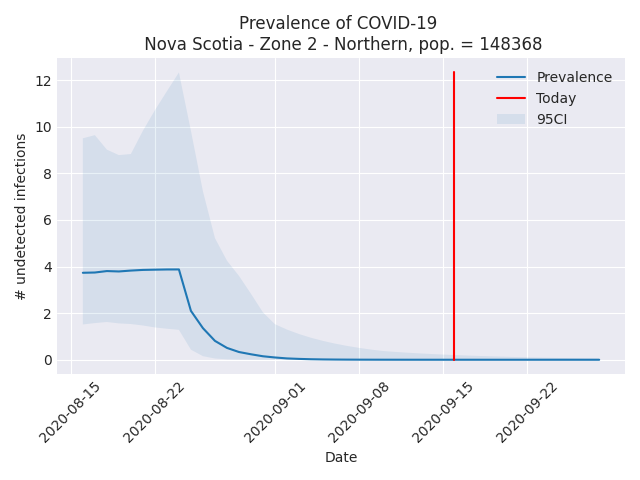 Prevalence of COVID-19
Nova Scotia - Zone 2 - Northern, pop. = 148368
Prevalence
Today
95CI
12
10
8
6
4
2
0
# undetected infections
2020-08-15
2020-08-22
2020-09-01
2020-09-08
2020-09-15
2020-09-22
Date